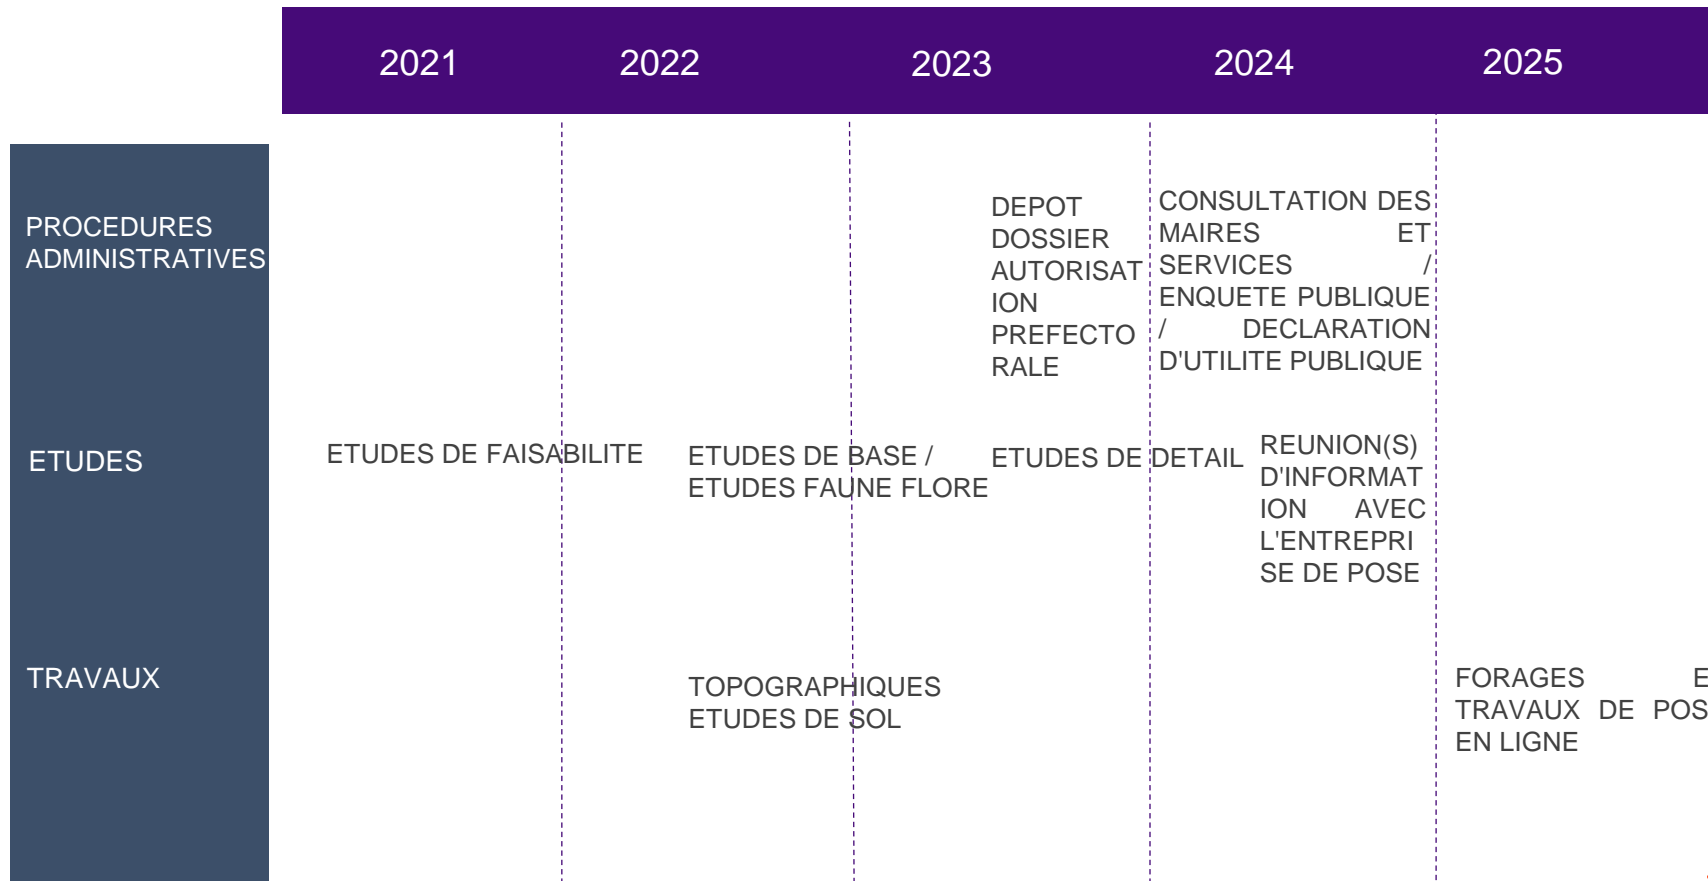 2021 2022 2023 2024 2025
PROCEDURES
ADMINISTRATIVES
DEPOT
DOSSIER
AUTORISAT
ION
PREFECTO
RALE
CONSULTATION DES
MAIRES ET
SERVICES /
ENQUETE PUBLIQUE
/ DECLARATION
D'UTILITE PUBLIQUE
ETUDES
ETUDES DE FAISABILITE
ETUDES DE BASE /
ETUDES FAUNE FLORE
ETUDES DE DETAIL
REUNION(S)
D'INFORMAT
ION AVEC
L'ENTREPRI
SE DE POSE
TRAVAUX
TOPOGRAPHIQUES
ETUDES DE SOL
FORAGES E
TRAVAUX DE POS
EN LIGNE